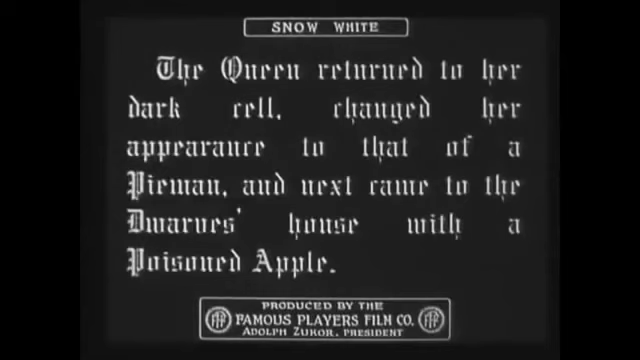 SNOW WHITE
The Queen returned to her
dark cell, changed her
appearance to that of a
Pieman, and next came to the
Dwarves' house with a
Poisoned Apple.
PRODUCED BY THE
FAMOUS PLAYERS FILM CO.
ADOLPH ZUKOR, PRESIDENT